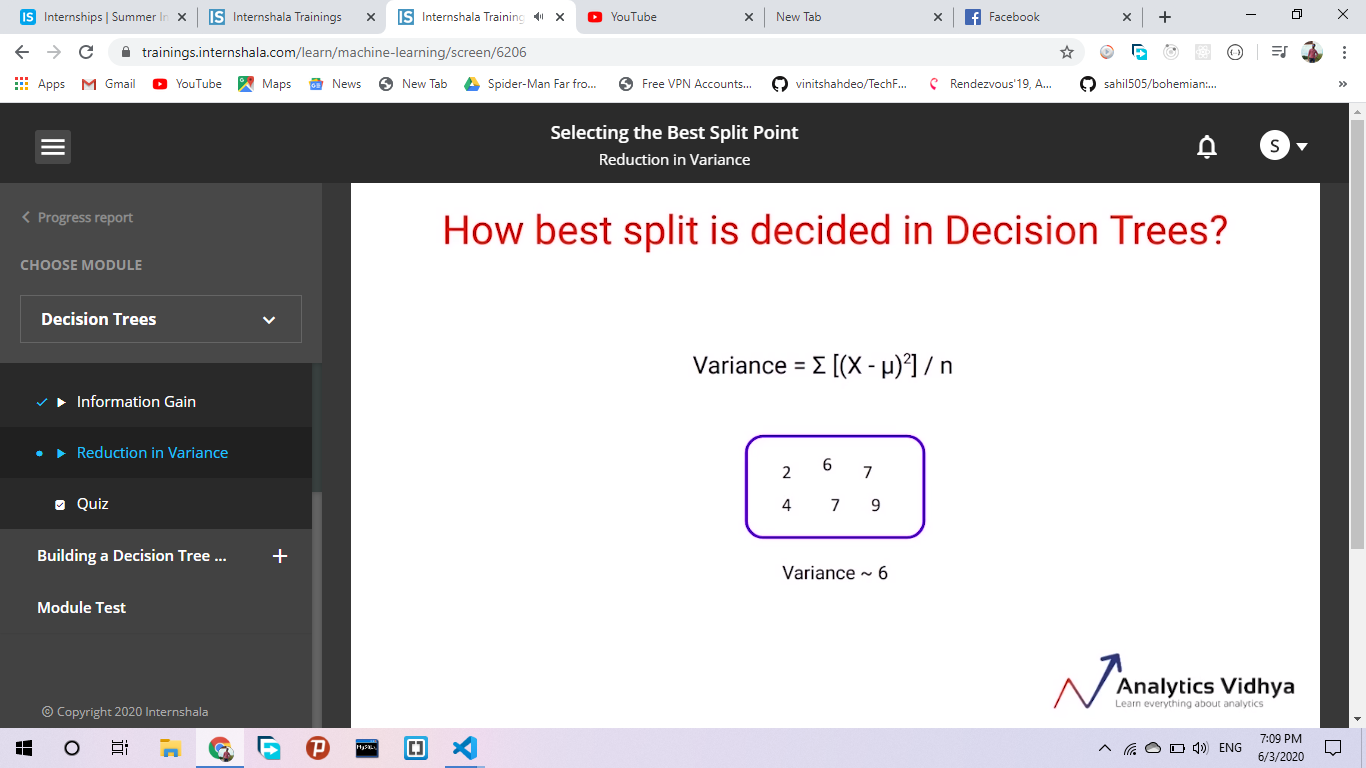 Internships | Summer In
Internshala Trainings
Internshala Training
YouTube
New Tab
Facebook
trainings.internshala.com/learn/machine-learning/screen/6206
Apps
Gmail
YouTube
Maps
News
New Tab
Spider-Man Far fro...
Free VPN Accounts...
vinitshahdeo/TechF...
Rendezvous'19, A...
sahil505/bohemian:...
»
Selecting the Best Split Point
Reduction in Variance
S
Progress report
CHOOSE MODULE
Decision Trees
Information Gain
Reduction in Variance
Quiz
Building a Decision Tree ...
+
Module Test
© Copyright 2020 Internshala
How best split is decided in Decision Trees?
Variance = Σ [(X - μ)²] / n
2 6 7
4 7 9
Variance ~ 6
Analytics Vidhya
Learn everything about analytics
ENG
7:09 PM
6/3/2020